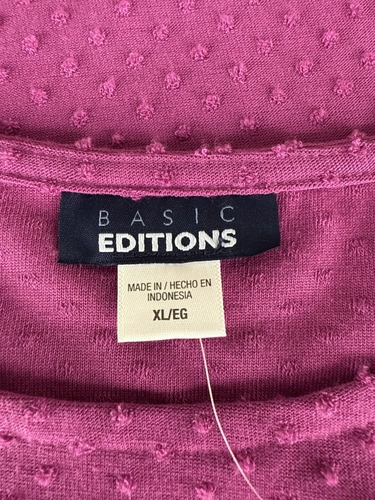 BASIC
EDITIONS
MADE IN / HECHO EN
INDONESIA
XL/EG